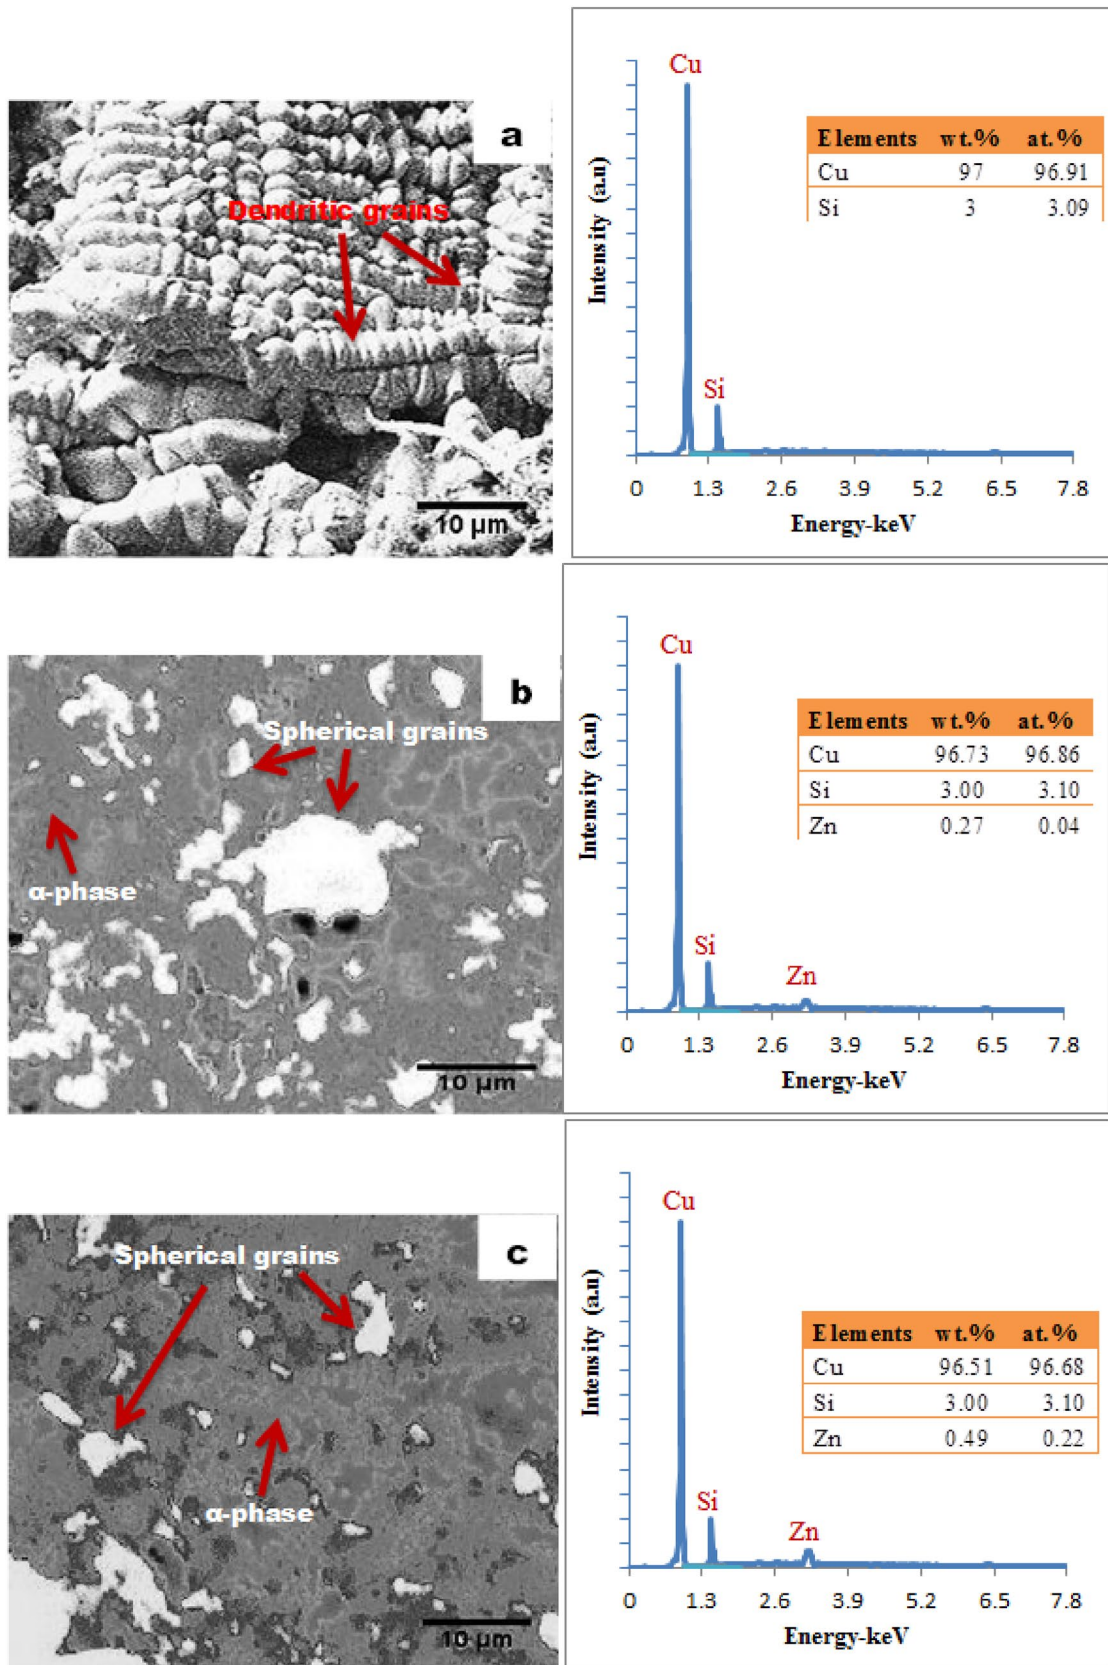 a
Dendritic grains
10 µm
Cu
Si
Intensity (a.u)
Elements wt.% at.%
Cu 97 96.91
Si 3 3.09
0 1.3 2.6 3.9 5.2 6.5 7.8
Energy-keV
b
Spherical grains
α-phase
10 µm
Cu
Si
Zn
Intensity (a.u)
Elements wt.% at.%
Cu 96.73 96.86
Si 3.00 3.10
Zn 0.27 0.04
0 1.3 2.6 3.9 5.2 6.5 7.8
Energy-keV
c
Spherical grains
α-phase
10 µm
Cu
Si
Zn
Intensity (a.u)
Elements wt.% at.%
Cu 96.51 96.68
Si 3.00 3.10
Zn 0.49 0.22
0 1.3 2.6 3.9 5.2 6.5 7.8
Energy-keV